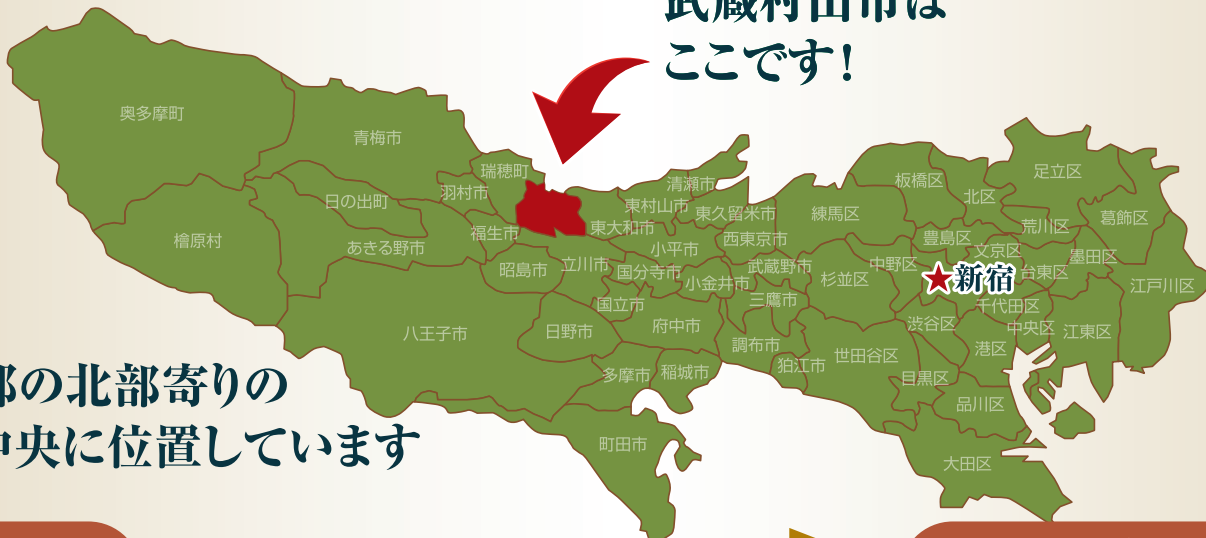 武蔵村山市は
ここです！
奥多摩町
青梅市
瑞穂町
羽村市
日の出町
檜原村
あきる野市
福生市
昭島市
立川市
八王子市
日野市
多摩市
稲城市
町田市
清瀬市
東村山市
東久留米市
東大和市
小平市
西東京市
国分寺市
小金井市
武蔵野市
国立市
府中市
三鷹市
調布市
狛江市
練馬区
板橋区
北区
足立区
荒川区
葛飾区
豊島区
文京区
墨田区
中野区
杉並区
★新宿
台東区
江戸川区
千代田区
渋谷区
中央区
江東区
世田谷区
港区
目黒区
品川区
大田区
部の北部寄りの
中央に位置しています